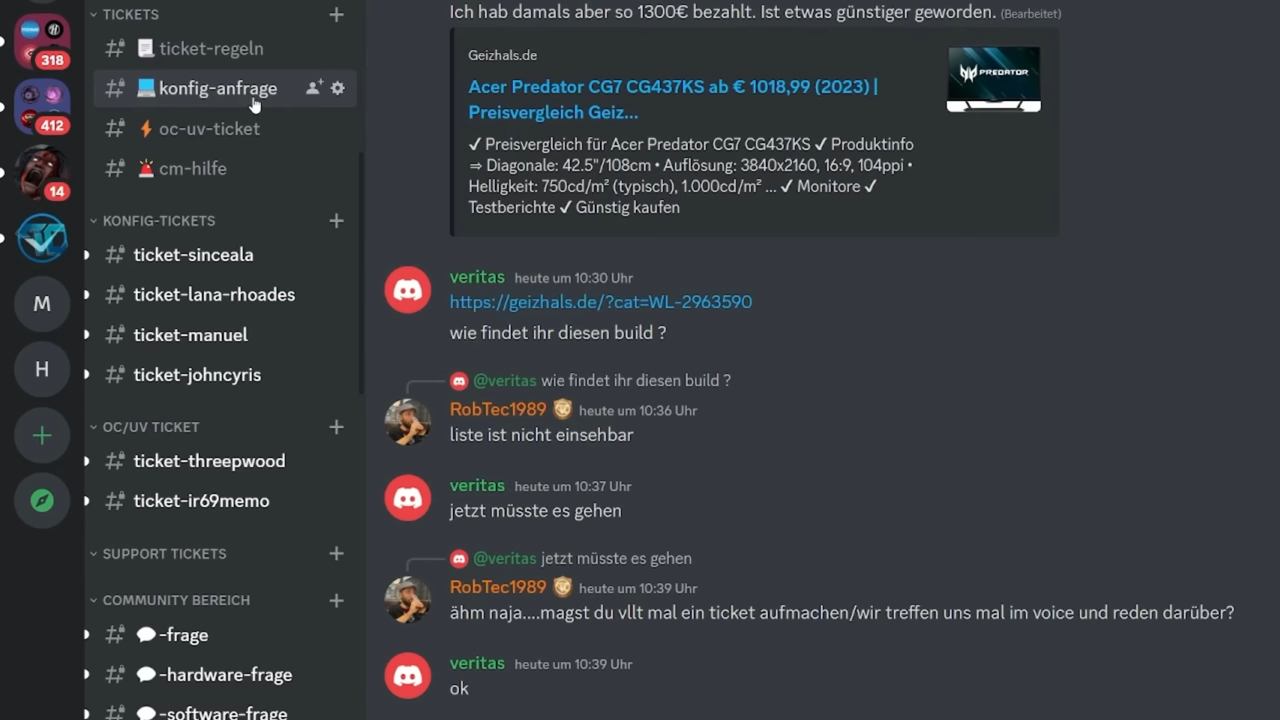 318
412
14
M
H
TICKETS
ticket-regeln
konfig-anfrage
oc-uv-ticket
cm-hilfe
KONFIG-TICKETS
ticket-sinceala
ticket-lana-rhoades
ticket-manuel
ticket-johncyris
OC/UV TICKET
ticket-threepwood
ticket-ir69memo
SUPPORT TICKETS
COMMUNITY BEREICH
-frage
-hardware-frage
-software-frage
Ich hab damals aber so 1300€ bezahlt. Ist etwas günstiger geworden. (Bearbeitet)
Geizhals.de
Acer Predator CG7 CG437KS ab € 1018,99 (2023) |
Preisvergleich Geiz...
✔ Preisvergleich für Acer Predator CG7 CG437KS ✔ Produktinfo
⇒ Diagonale: 42.5"/108cm • Auflösung: 3840x2160, 16:9, 104ppi •
Helligkeit: 750cd/m² (typisch), 1.000cd/m² ... ✔ Monitore ✔
Testberichte ✔ Günstig kaufen
PREDATOR
veritas heute um 10:30 Uhr
https://geizhals.de/?cat=WL-2963590
wie findet ihr diesen build ?
@veritas wie findet ihr diesen build ?
RobTec1989 heute um 10:36 Uhr
liste ist nicht einsehbar
veritas heute um 10:37 Uhr
jetzt müsste es gehen
@veritas jetzt müsste es gehen
RobTec1989 heute um 10:39 Uhr
ähm naja....magst du vllt mal ein ticket aufmachen/wir treffen uns mal im voice und reden darüber?
veritas heute um 10:39 Uhr
ok